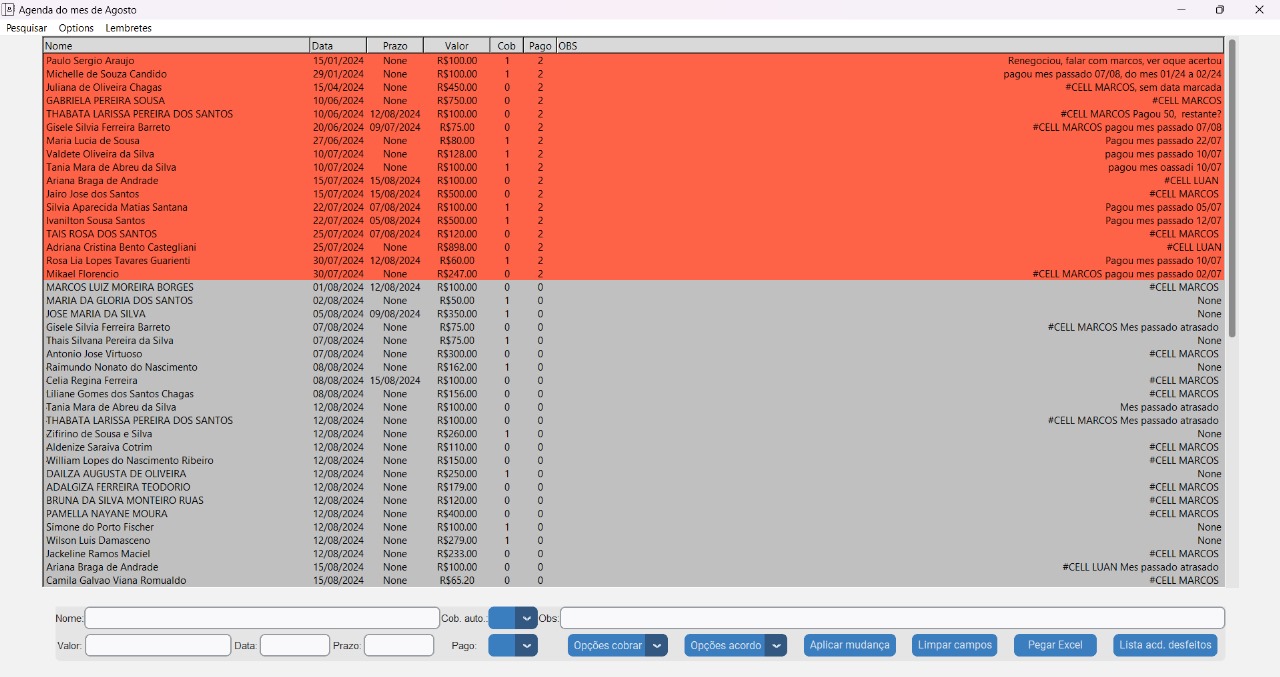 Agenda do mes de Agosto
Pesquisar Options Lembretes
Nome Data Prazo Valor Cob Pago OBS
Paulo Sergio Araujo 15/01/2024 None R$100.00 1 2 Renegociou, falar com marcos, ver oque acertou
Michelle de Souza Candido 29/01/2024 None R$100.00 1 2 pagou mes passado 07/08, do mes 01/24 a 02/24
Juliana de Oliveira Chagas 15/04/2024 None R$450.00 0 2 #CELL MARCOS, sem data marcada
GABRIELA PEREIRA SOUSA 10/06/2024 None R$750.00 0 2 #CELL MARCOS
THABATA LARISSA PEREIRA DOS SANTOS 10/06/2024 12/08/2024 R$100.00 0 2 #CELL MARCOS Pagou 50, restante?
Gisele Silvia Ferreira Barreto 20/06/2024 09/07/2024 R$75.00 0 2 #CELL MARCOS pagou mes passado 07/08
Maria Lucia de Sousa 27/06/2024 None R$80.00 1 2 Pagou mes passado 22/07
Valdete Oliveira da Silva 10/07/2024 None R$128.00 1 2 pagou mes passado 10/07
Tania Mara de Abreu da Silva 10/07/2024 None R$100.00 1 2 pagou mes oassadi 10/07
Ariana Braga de Andrade 15/07/2024 15/08/2024 R$100.00 0 2 #CELL LUAN
Jairo Jose dos Santos 15/07/2024 15/08/2024 R$500.00 0 2 #CELL MARCOS
Silvia Aparecida Matias Santana 22/07/2024 07/08/2024 R$100.00 1 2 Pagou mes passado 05/07
Ivanilton Sousa Santos 22/07/2024 05/08/2024 R$500.00 1 2 Pagou mes passado 12/07
TAIS ROSA DOS SANTOS 25/07/2024 07/08/2024 R$120.00 0 2 #CELL MARCOS
Adriana Cristina Bento Castegliani 25/07/2024 None R$898.00 0 2 #CELL LUAN
Rosa Lia Lopes Tavares Guarienti 30/07/2024 12/08/2024 R$60.00 1 2 Pagou mes passado 10/07
Mikael Florencio 30/07/2024 None R$247.00 0 2 #CELL MARCOS pagou mes passado 02/07
MARCOS LUIZ MOREIRA BORGES 01/08/2024 12/08/2024 R$100.00 0 0 #CELL MARCOS
MARIA DA GLORIA DOS SANTOS 02/08/2024 None R$50.00 1 0 None
JOSE MARIA DA SILVA 05/08/2024 09/08/2024 R$350.00 1 0 None
Gisele Silvia Ferreira Barreto 07/08/2024 None R$75.00 0 0 #CELL MARCOS Mes passado atrasado
Thais Silvana Pereira da Silva 07/08/2024 None R$75.00 1 0 None
Antonio Jose Virtuoso 07/08/2024 None R$300.00 0 0 #CELL MARCOS
Raimundo Nonato do Nascimento 08/08/2024 None R$162.00 1 0 None
Celia Regina Ferreira 08/08/2024 15/08/2024 R$100.00 0 0 #CELL MARCOS
Liliane Gomes dos Santos Chagas 08/08/2024 None R$156.00 0 0 #CELL MARCOS
Tania Mara de Abreu da Silva 12/08/2024 None R$100.00 0 0 Mes passado atrasado
THABATA LARISSA PEREIRA DOS SANTOS 12/08/2024 None R$100.00 0 0 #CELL MARCOS Mes passado atrasado
Zifirino de Sousa e Silva 12/08/2024 None R$260.00 1 0 None
Aldenize Saraiva Cotrim 12/08/2024 None R$110.00 0 0 #CELL MARCOS
William Lopes do Nascimento Ribeiro 12/08/2024 None R$150.00 0 0 #CELL MARCOS
DAILZA AUGUSTA DE OLIVEIRA 12/08/2024 None R$250.00 1 0 None
ADALGIZA FERREIRA TEODORIO 12/08/2024 None R$179.00 0 0 #CELL MARCOS
BRUNA DA SILVA MONTEIRO RUAS 12/08/2024 None R$120.00 0 0 #CELL MARCOS
PAMELLA NAYANE MOURA 12/08/2024 None R$400.00 0 0 #CELL MARCOS
Simone do Porto Fischer 12/08/2024 None R$100.00 1 0 None
Wilson Luis Damasceno 12/08/2024 None R$279.00 1 0 None
Jackeline Ramos Maciel 12/08/2024 None R$233.00 0 0 #CELL MARCOS
Ariana Braga de Andrade 15/08/2024 None R$100.00 0 0 #CELL LUAN Mes passado atrasado
Camila Galvao Viana Romualdo 15/08/2024 None R$65.20 0 0 #CELL MARCOS
Nome: Cob. auto.: Obs:
Valor: Data: Prazo: Pago: Opções cobrar Opções acordo Aplicar mudança Limpar campos Pegar Excel Lista acd. desfeitos